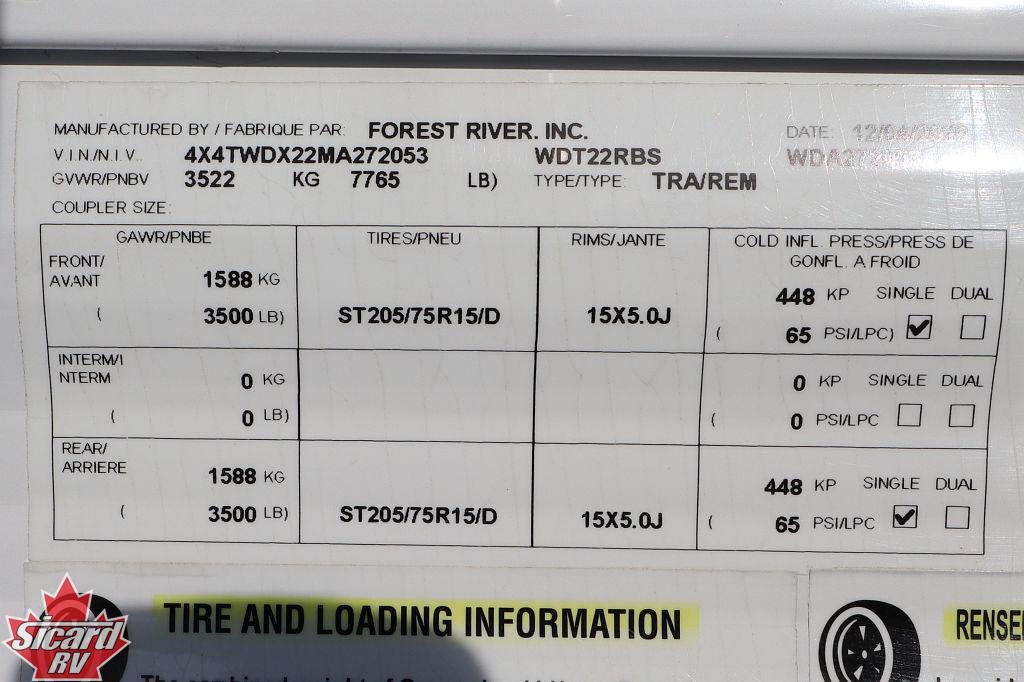 MANUFACTURED BY / FABRIQUE PAR: FOREST RIVER, INC. DATE:
V.I.N./N.I.V.. 4X4TWDX22MA272053 WDT22RBS
GVWR/PNBV 3522 KG 7765 LB) TYPE/TYPE: TRA/REM
COUPLER SIZE:
GAWR/PNBE TIRES/PNEU RIMS/JANTE COLD INFL. PRESS/PRESS DE
GONFL. A FROID
FRONT/
AVANT 1588 KG 448 KP SINGLE DUAL
( 3500 LB) ST205/75R15/D 15X5.0J ( 65 PSI/LPC)
INTERM/I
NTERM 0 KG 0 KP SINGLE DUAL
( 0 LB) ( 0 PSI/LPC
REAR/
ARRIERE 1588 KG 448 KP SINGLE DUAL
( 3500 LB) ST205/75R15/D 15X5.0J ( 65 PSI/LPC
TIRE AND LOADING INFORMATION
Sicard
RV